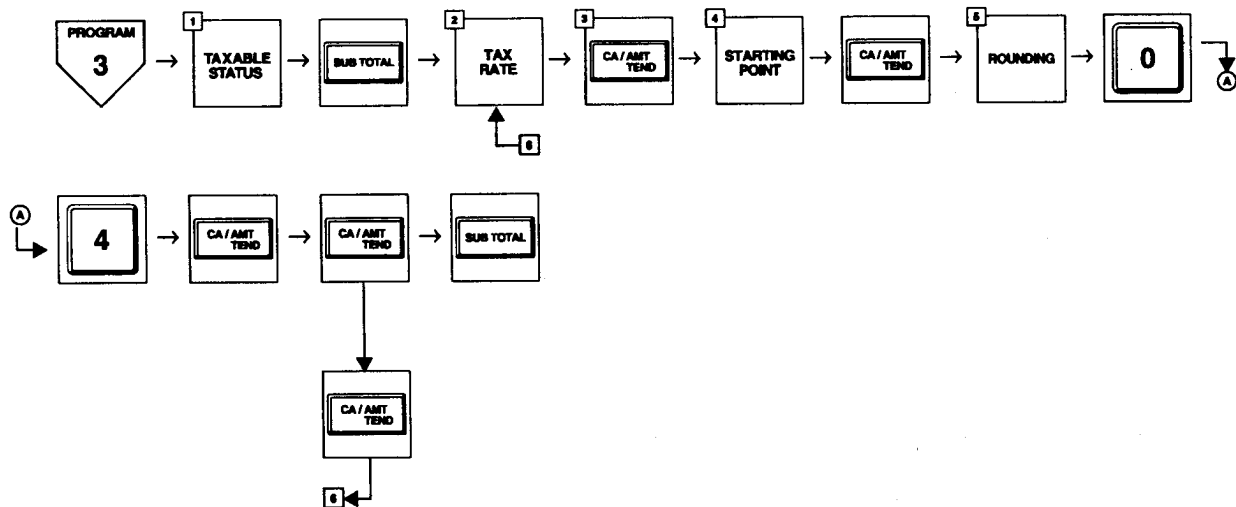 PROGRAM
3
1
TAXABLE
STATUS
SUB TOTAL
2
TAX
RATE
6
3
CA / AMT
TEND
4
STARTING
POINT
CA / AMT
TEND
5
ROUNDING
0
A
A
4
CA / AMT
TEND
CA / AMT
TEND
SUB TOTAL
CA / AMT
TEND
6